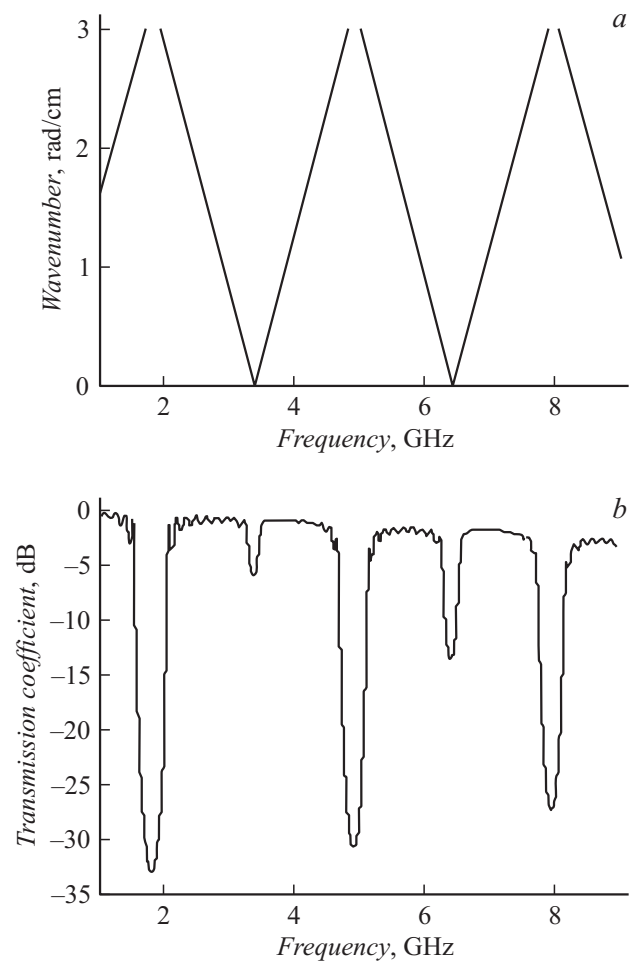 a
3
2
1
0
Wavenumber, rad/cm
2 4 6 8
Frequency, GHz
b
0
−5
−10
−15
−20
−25
−30
−35
Transmission coefficient, dB
2 4 6 8
Frequency, GHz